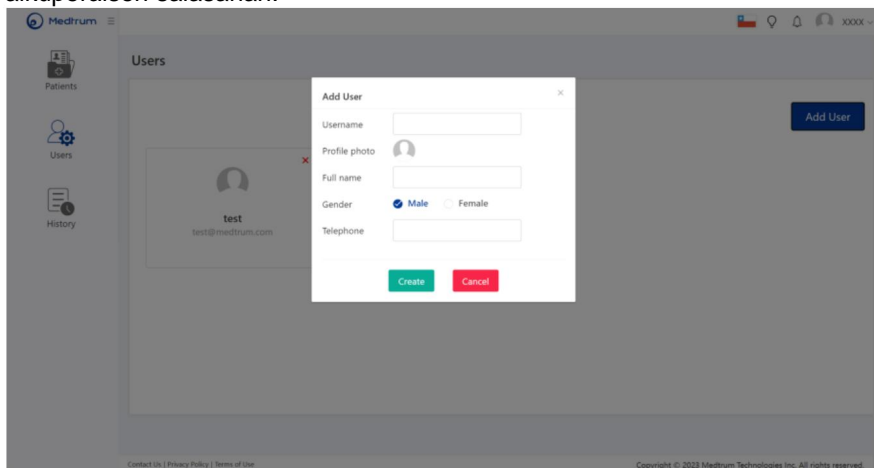 Medtrum
xxxx
Patients
Users
History
Users
Add User
test
test@medtrum.com
Add User
Username
Profile photo
Full name
Gender
Male
Female
Telephone
Create
Cancel
Contact Us | Privacy Policy | Terms of Use
Copyright © 2023 Medtrum Technologies Inc. All rights reserved.